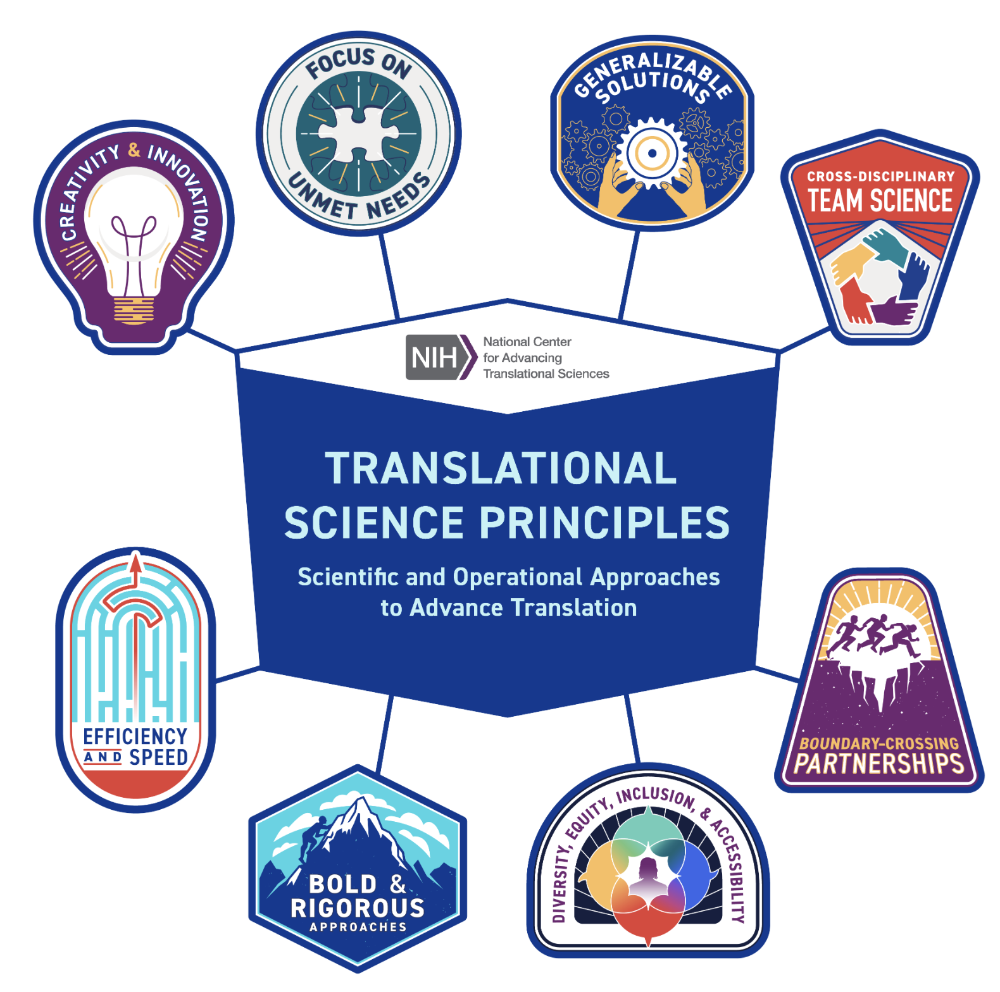 FOCUS ON
UNMET NEEDS
GENERALIZABLE
SOLUTIONS
CREATIVITY & INNOVATION
CROSS-DISCIPLINARY
TEAM SCIENCE
NIH
National Center
for Advancing
Translational Sciences
TRANSLATIONAL
SCIENCE PRINCIPLES
Scientific and Operational Approaches
to Advance Translation
EFFICIENCY
AND SPEED
BOUNDARY-CROSSING
PARTNERSHIPS
BOLD &
RIGOROUS
APPROACHES
DIVERSITY, EQUITY, INCLUSION, & ACCESSIBILITY